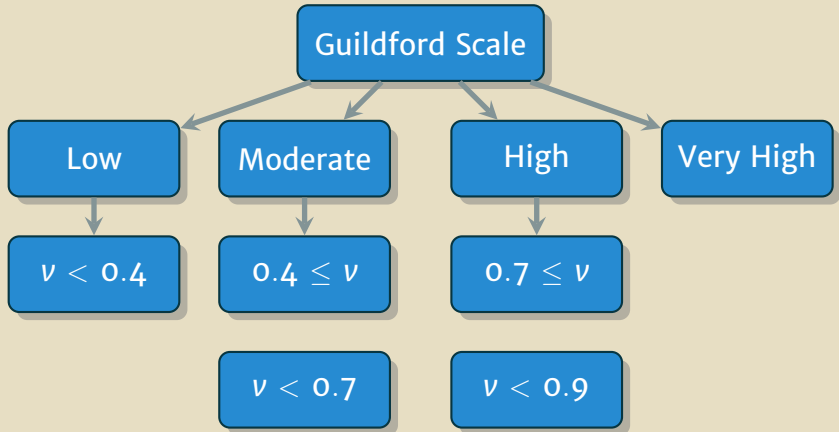 Guildford Scale
Low
Moderate
High
Very High
ν < 0.4
0.4 ≤ ν
0.7 ≤ ν
ν < 0.7
ν < 0.9